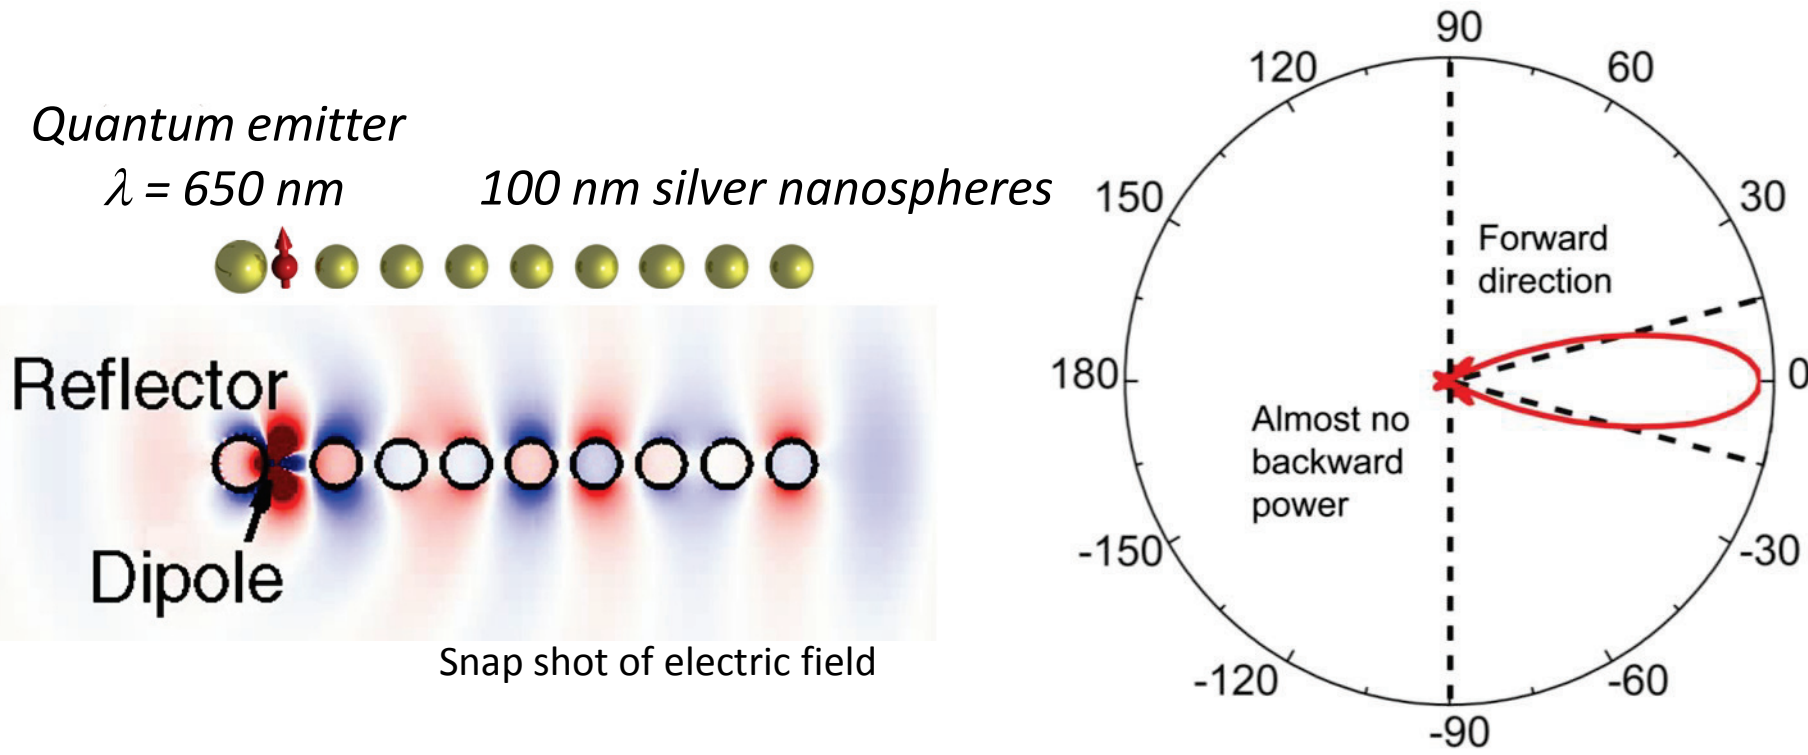 Quantum emitter
λ = 650 nm
100 nm silver nanospheres
Reflector
Dipole
Snap shot of electric field
90
120
60
150
30
Forward
direction
180
0
Almost no
backward
power
-150
-30
-120
-60
-90